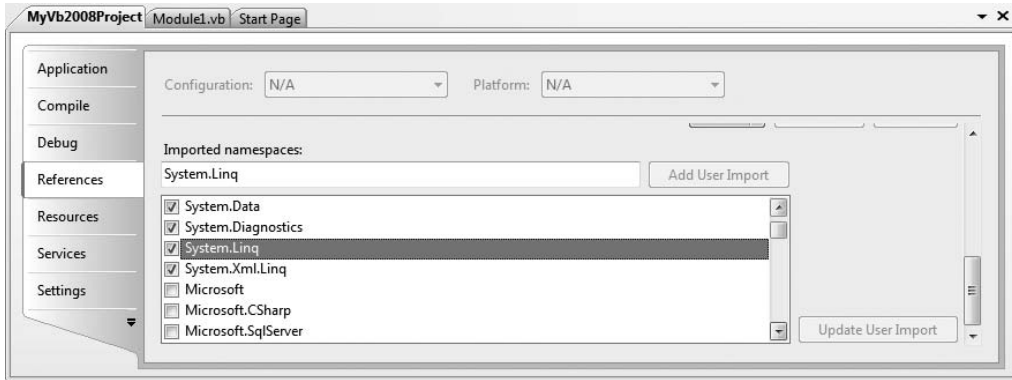 MyVb2008Project Module1.vb Start Page
Application
Compile
Debug
References
Resources
Services
Settings
Configuration: N/A Platform: N/A
Imported namespaces:
System.Linq Add User Import
System.Data
System.Diagnostics
System.Linq
System.Xml.Linq
Microsoft
Microsoft.CSharp
Microsoft.SqlServer
Update User Import